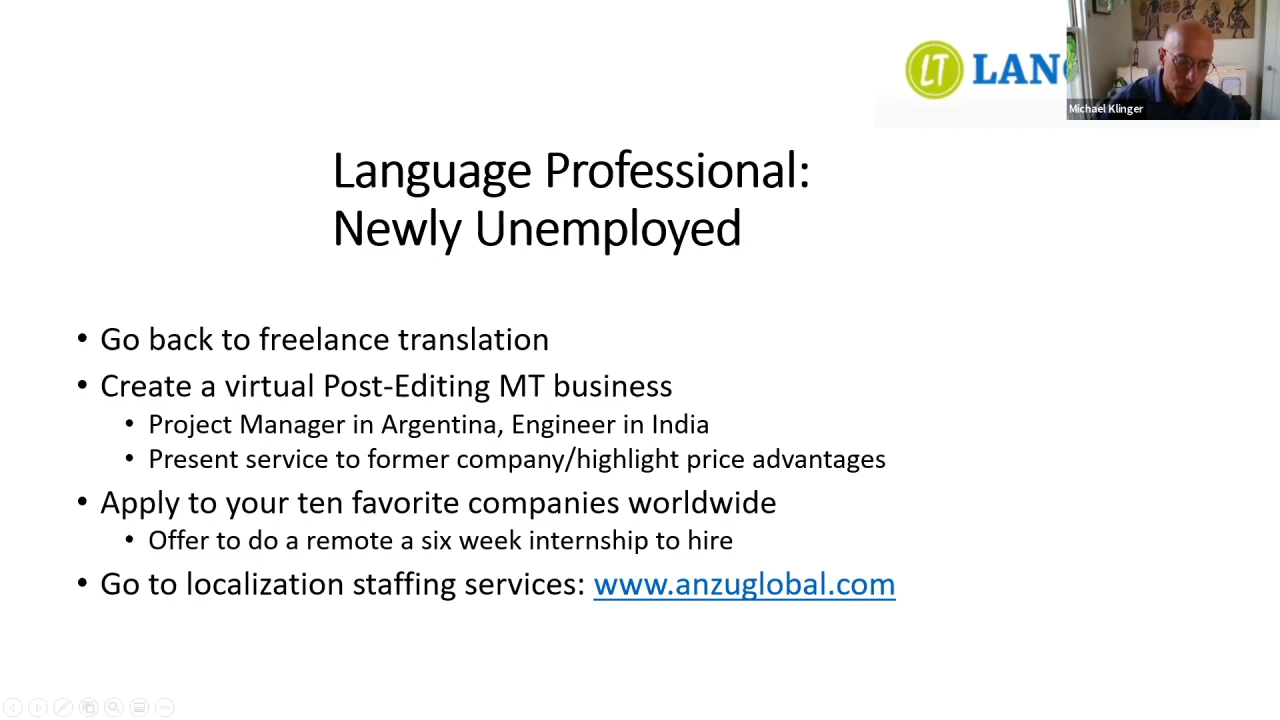 LT LAN
Michael Klinger
Language Professional:
Newly Unemployed
• Go back to freelance translation
• Create a virtual Post-Editing MT business
• Project Manager in Argentina, Engineer in India
• Present service to former company/highlight price advantages
• Apply to your ten favorite companies worldwide
• Offer to do a remote a six week internship to hire
• Go to localization staffing services: www.anzuglobal.com